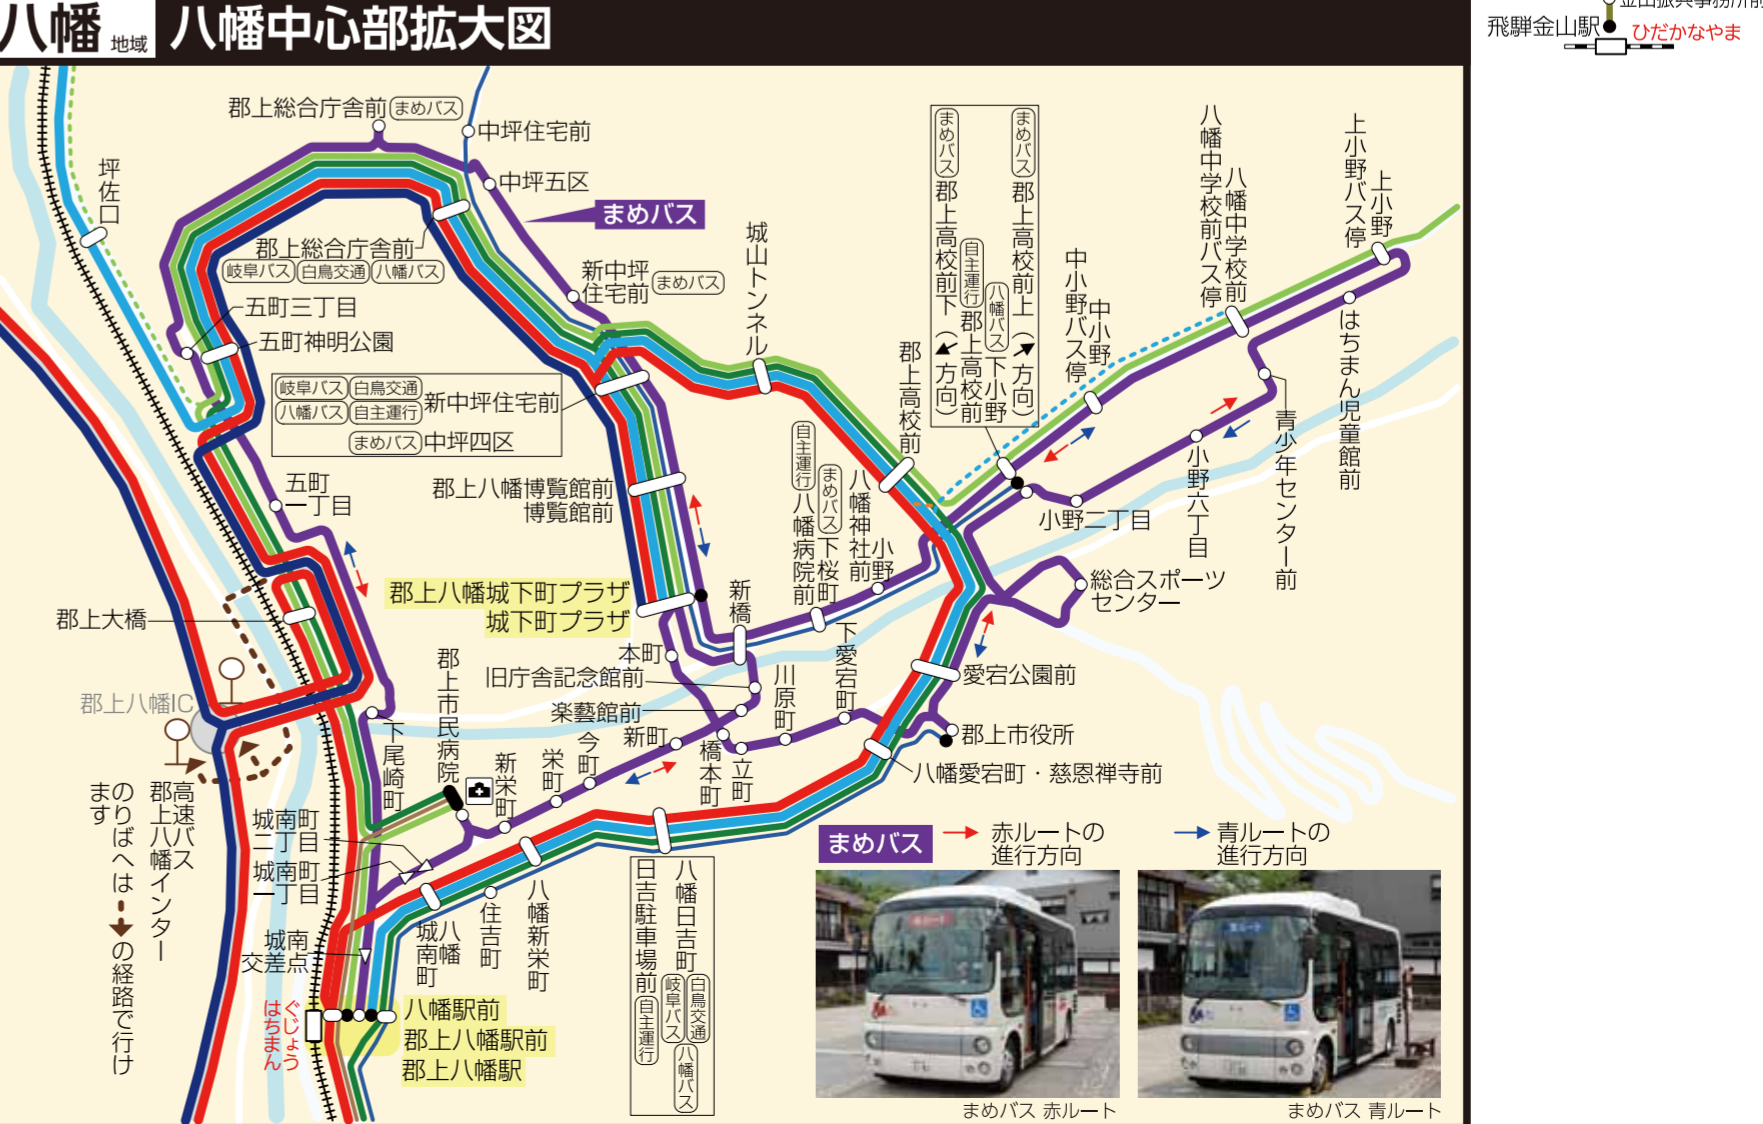 八幡 地域
八幡中心部拡大図
飛騨金山駅
ひだかなやま
郡上総合庁舎前 まめバス
中坪住宅前
坪佐口
中坪五区
まめバス
郡上総合庁舎前
岐阜バス 白鳥交通 八幡バス
新中坪
住宅前 まめバス
城山トンネル
五町三丁目
五町神明公園
岐阜バス 白鳥交通
八幡バス 自主運行
新中坪住宅前
まめバス 中坪四区
まめバス 郡上高校前上(↗方向)
八幡バス 下小野
自主運行 郡上高校前
まめバス 郡上高校前下(↙方向)
郡上高校前
中小野
中小野バス停
八幡中学校前
八幡中学校前バス停
上小野
上小野バス停
はちまん児童館前
青少年センター前
小野六丁目
小野二丁目
五町
一丁目
郡上八幡博覧館前
博覧館前
自主運行 八幡病院前
まめバス 下桜町
八幡神社前
小野
総合スポーツ
センター
郡上八幡城下町プラザ
城下町プラザ
新橋
郡上大橋
本町
旧庁舎記念館前
楽藝館前
新町
川原町
下愛宕町
愛宕公園前
郡上市民病院
郡上八幡IC
下尾崎町
新栄町
栄町
今町
橋本町
立町
郡上市役所
八幡愛宕町・慈恩禅寺前
高速バス
郡上八幡インター
のりばへは の経路で行け
ます
城南町
二丁目
城南町
一丁目
城南
交差点
八幡
城南町
住吉町
八幡新栄町
八幡日吉町 白鳥交通 岐阜バス 八幡バス
日吉駐車場前 自主運行
まめバス
→ 赤ルートの
進行方向
→ 青ルートの
進行方向
ぐじょう
はちまん
八幡駅前
郡上八幡駅前
郡上八幡駅
まめバス 赤ルート
まめバス 青ルート